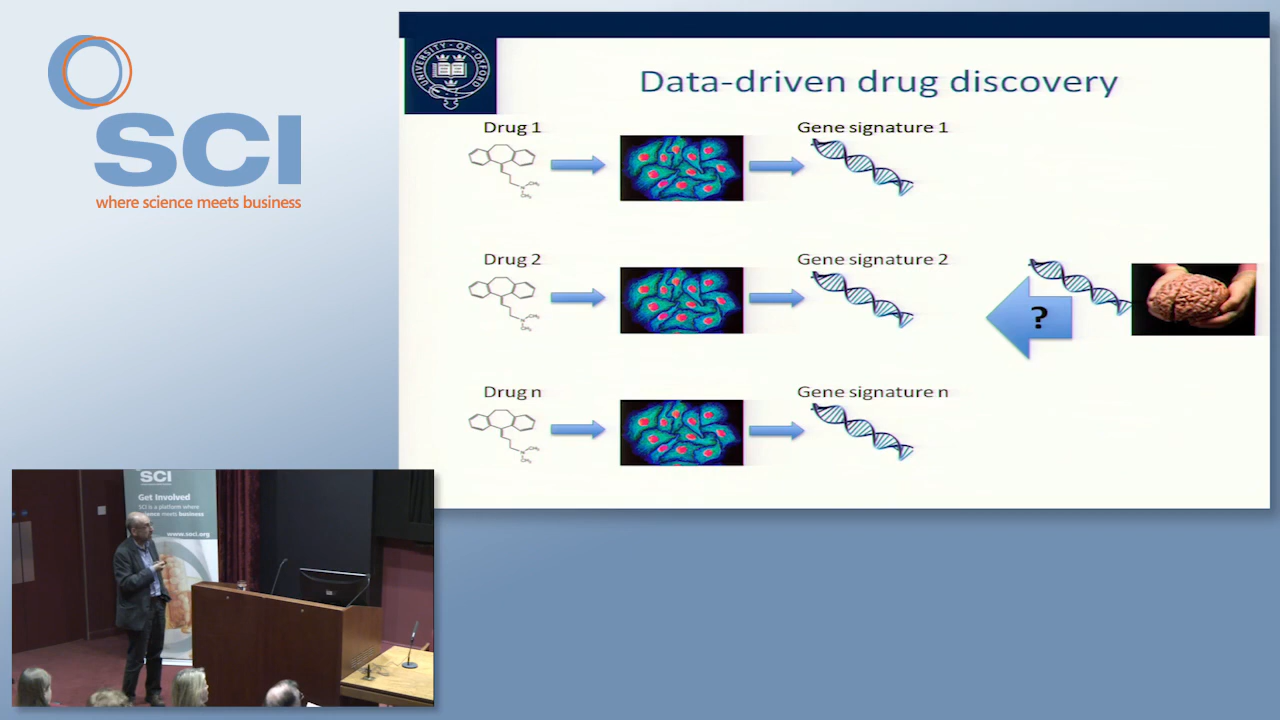 SCI
where science meets business
UNIVERSITY · OF · OXFORD
Data-driven drug discovery
Drug 1
Gene signature 1
Drug 2
Gene signature 2
?
Drug n
Gene signature n
SCI
Get Involved
SCI is a platform where
science meets business
www.soci.org